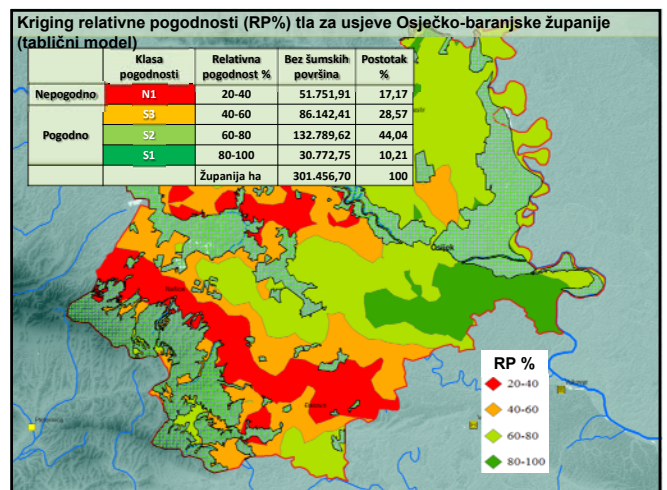 Kriging relativne pogodnosti (RP%) tla za usjeve Osječko-baranjske županije
(tablični model)
Klasa pogodnosti Relativna pogodnost % Bez šumskih površina Postotak %
Nepogodno N1 20-40 51.751,91 17,17
Pogodno S3 40-60 86.142,41 28,57
S2 60-80 132.789,62 44,04
S1 80-100 30.772,75 10,21
Županija ha 301.456,70 100
Osijek
Našice
RP %
20-40
40-60
60-80
80-100